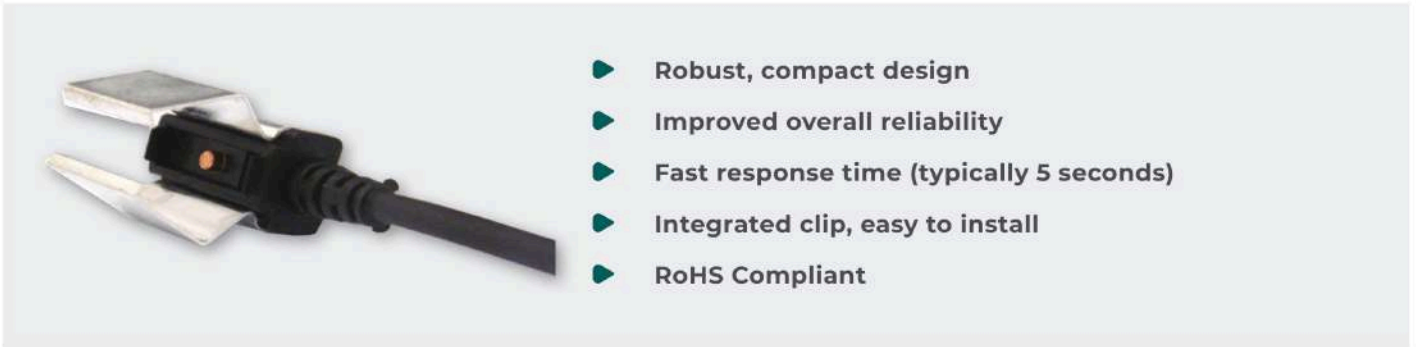 Robust, compact design
Improved overall reliability
Fast response time (typically 5 seconds)
Integrated clip, easy to install
RoHS Compliant